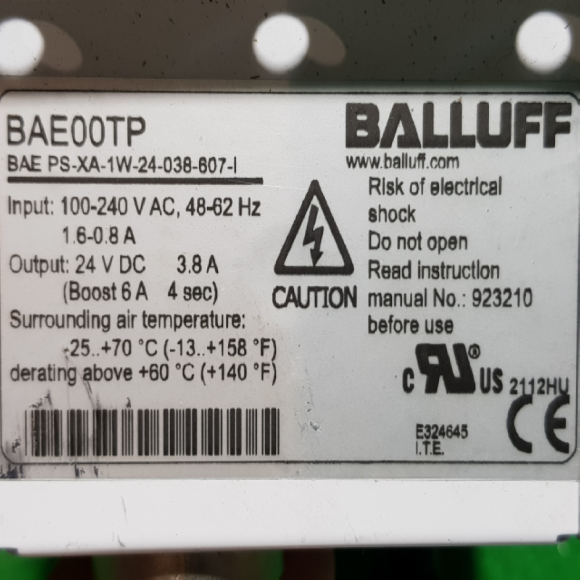 BAE00TP
BAE PS-XA-1W-24-038-607-I
Input: 100-240 V AC, 48-62 Hz
1.6-0.8 A
Output: 24 V DC 3.8 A
(Boost 6 A 4 sec)
Surrounding air temperature:
-25..+70 °C (-13..+158 °F)
derating above +60 °C (+140 °F)
CAUTION
BALLUFF
www.balluff.com
Risk of electrical
shock
Do not open
Read instruction
manual No.: 923210
before use
c RU® US 2112HU
E324645
I.T.E.
CE